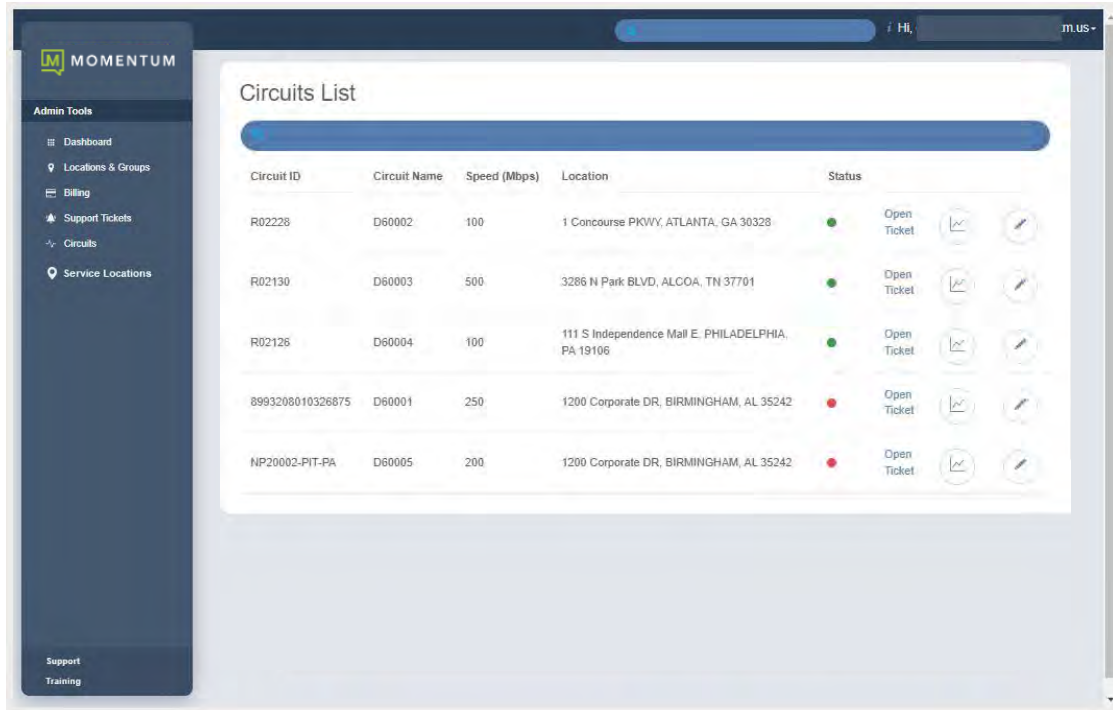 Hi,
m.us
M MOMENTUM
Admin Tools
Dashboard
Locations & Groups
Billing
Support Tickets
Circuits
Service Locations
Support
Training
Circuits List
Circuit ID Circuit Name Speed (Mbps) Location Status
R02228 D60002 100 1 Concourse PKWY, ATLANTA, GA 30328 Open
Ticket
R02130 D60003 500 3286 N Park BLVD, ALCOA, TN 37701 Open
Ticket
R02126 D60004 100 111 S Independence Mall E, PHILADELPHIA, Open
PA 19106 Ticket
8993208010326875 D60001 250 1200 Corporate DR, BIRMINGHAM, AL 35242 Open
Ticket
NP20002-PIT-PA D60005 200 1200 Corporate DR, BIRMINGHAM, AL 35242 Open
Ticket